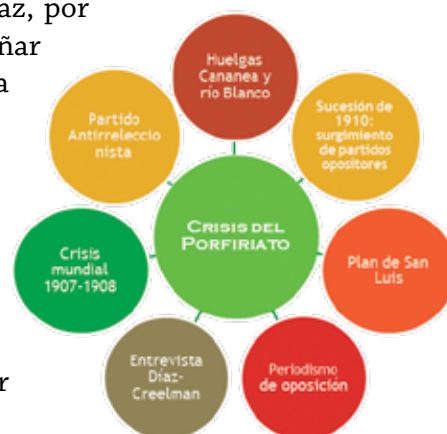 az, por
ñar
a
r
Huelgas
Cananea y
río Blanco
Sucesión de
1910:
surgimiento
de partidos
opositores
Plan de San
Luis
Periodismo
de oposición
Entrevista
Díaz-
Creelman
Crisis
mundial
1907-1908
Partido
Antirreleccio
nista
CRISIS DEL
PORFIRIATO